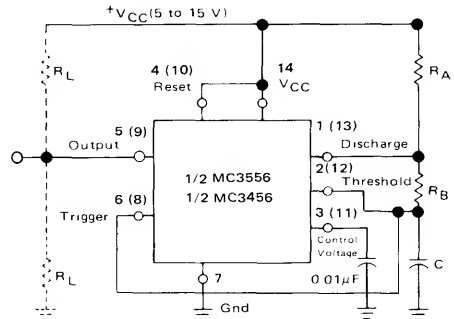 +VCC (5 to 15 V)
RL
RA
4 (10)
Reset
14
VCC
5 (9)
Output
1 (13)
Discharge
1/2 MC3556
1/2 MC3456
2 (12)
Threshold
RB
6 (8)
Trigger
3 (11)
Control
Voltage
C
RL
7
0.01μF
Gnd